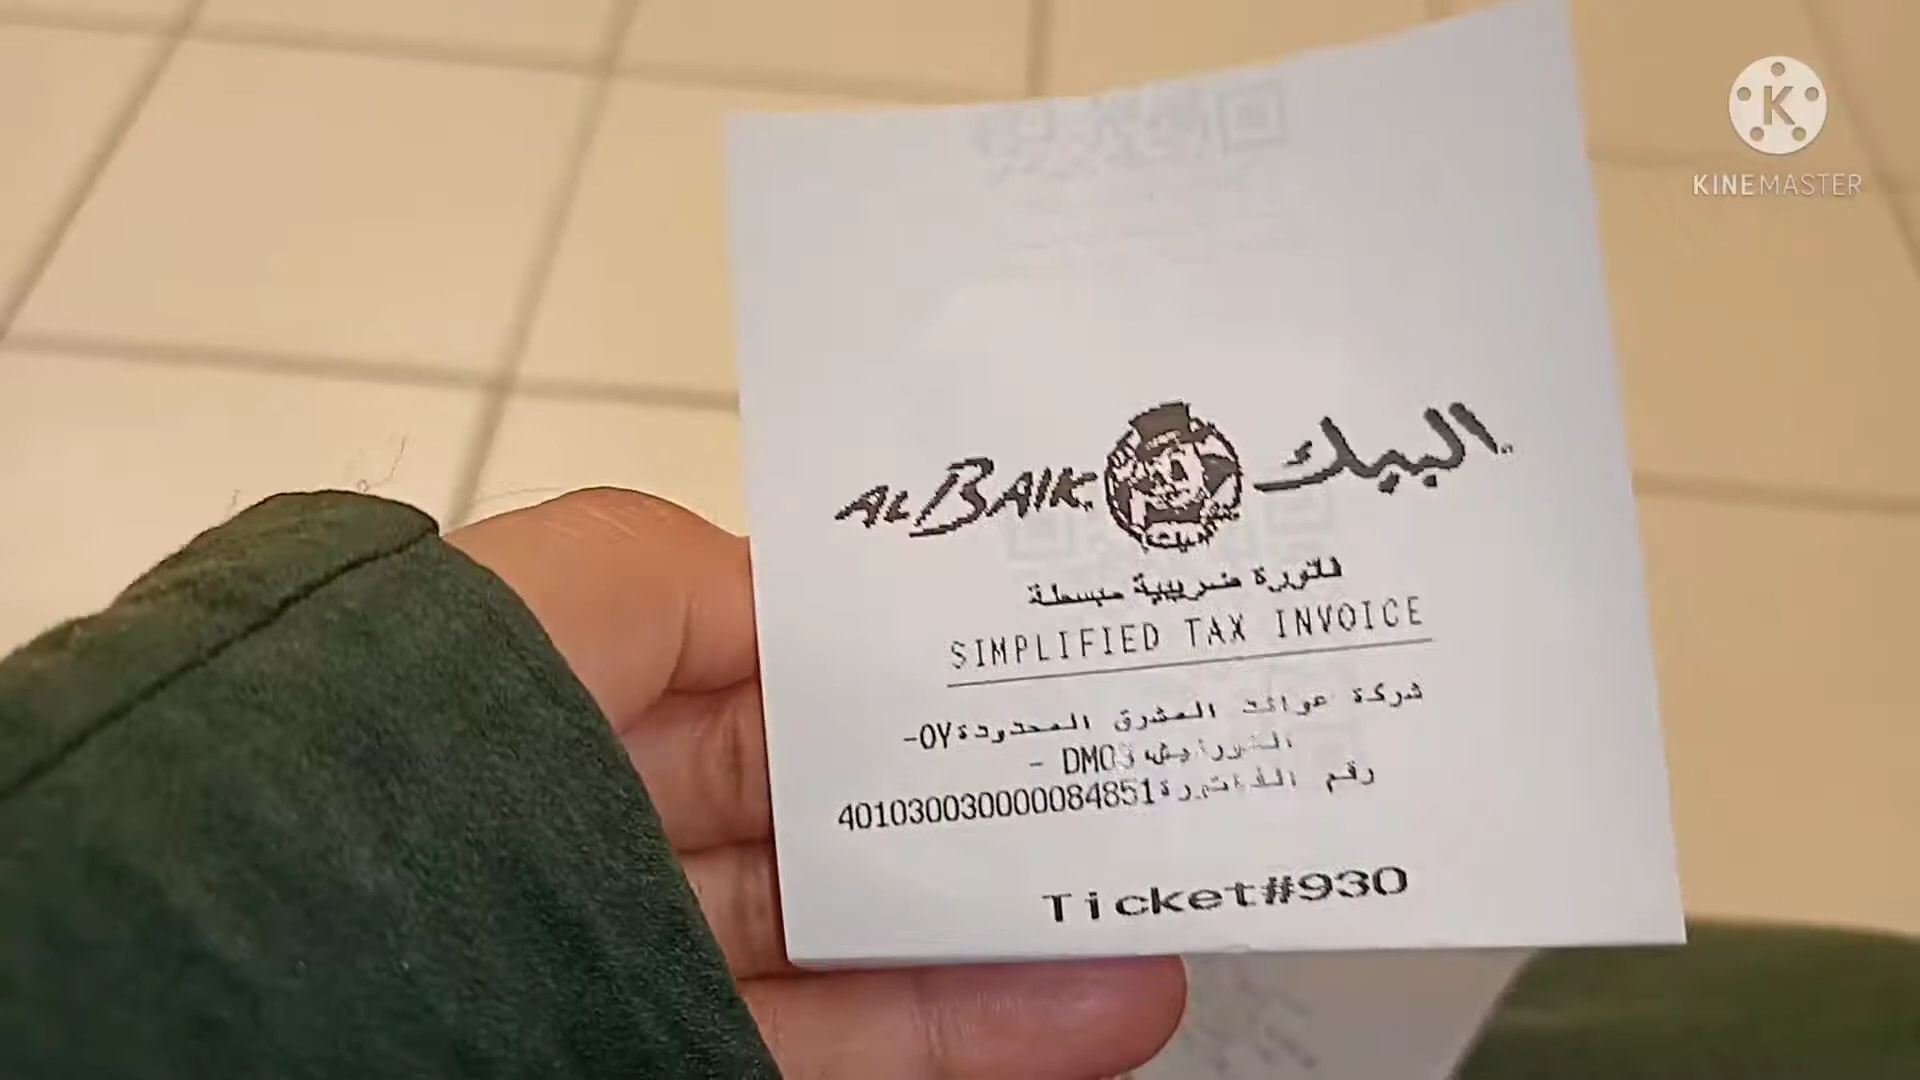 AL BAIK البيك
فاتورة ضريبية مبسطة
SIMPLIFIED TAX INVOICE
شركة عوائد المشرق المحدودة
- DM03
رقم الفاتورة 401030030000084851
Ticket#930
K
KINEMASTER